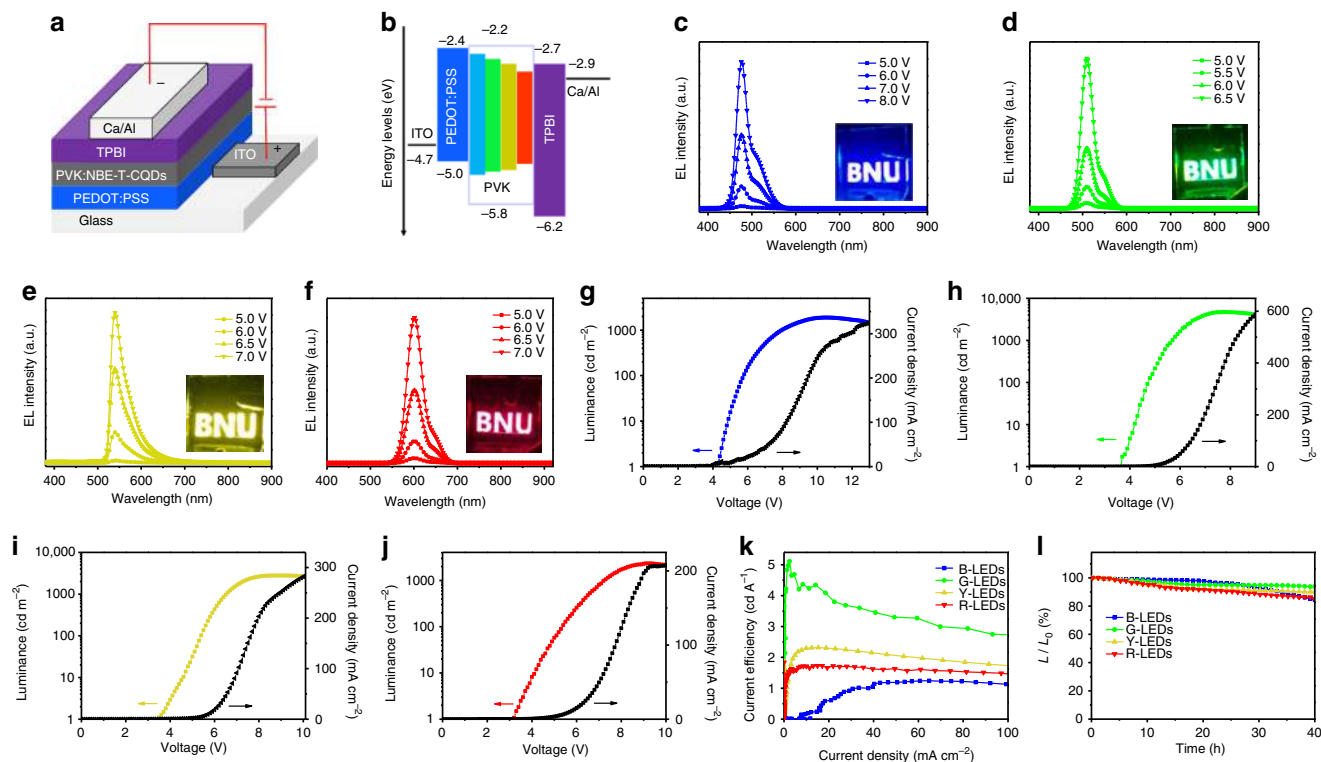 a
−
Ca/Al
TPBI
ITO
+
PVK:NBE-T-CQDs
PEDOT:PSS
Glass
b
Energy levels (eV)
−2.4
−2.2
−2.7
−2.9
Ca/Al
ITO
−4.7
PEDOT:PSS
−5.0
PVK
−5.8
TPBI
−6.2
c
EL intensity (a.u.)
5.0 V
6.0 V
7.0 V
8.0 V
BNU
400 500 600 700 800 900
Wavelength (nm)
d
EL intensity (a.u.)
5.0 V
5.5 V
6.0 V
6.5 V
BNU
400 500 600 700 800 900
Wavelength (nm)
e
EL intensity (a.u.)
5.0 V
6.0 V
6.5 V
7.0 V
BNU
400 500 600 700 800 900
Wavelength (nm)
f
EL intensity (a.u.)
5.0 V
6.0 V
6.5 V
7.0 V
BNU
400 500 600 700 800 900
Wavelength (nm)
g
Luminance (cd m−2)
1000
100
10
1
300
200
100
0
Current density (mA cm−2)
0 2 4 6 8 10 12
Voltage (V)
h
Luminance (cd m−2)
10,000
1000
100
10
1
600
400
200
0
Current density (mA cm−2)
0 2 4 6 8
Voltage (V)
i
Luminance (cd m−2)
10,000
1000
100
10
1
300
200
100
0
Current density (mA cm−2)
0 2 4 6 8 10
Voltage (V)
j
Luminance (cd m−2)
1000
100
10
1
200
100
0
Current density (mA cm−2)
0 2 4 6 8 10
Voltage (V)
k
Current efficiency (cd A−1)
5
4
3
2
1
0
B-LEDs
G-LEDs
Y-LEDs
R-LEDs
0 20 40 60 80 100
Current density (mA cm−2)
l
L / L0 (%)
100
80
60
40
20
0
B-LEDs
G-LEDs
Y-LEDs
R-LEDs
0 10 20 30 40
Time (h)